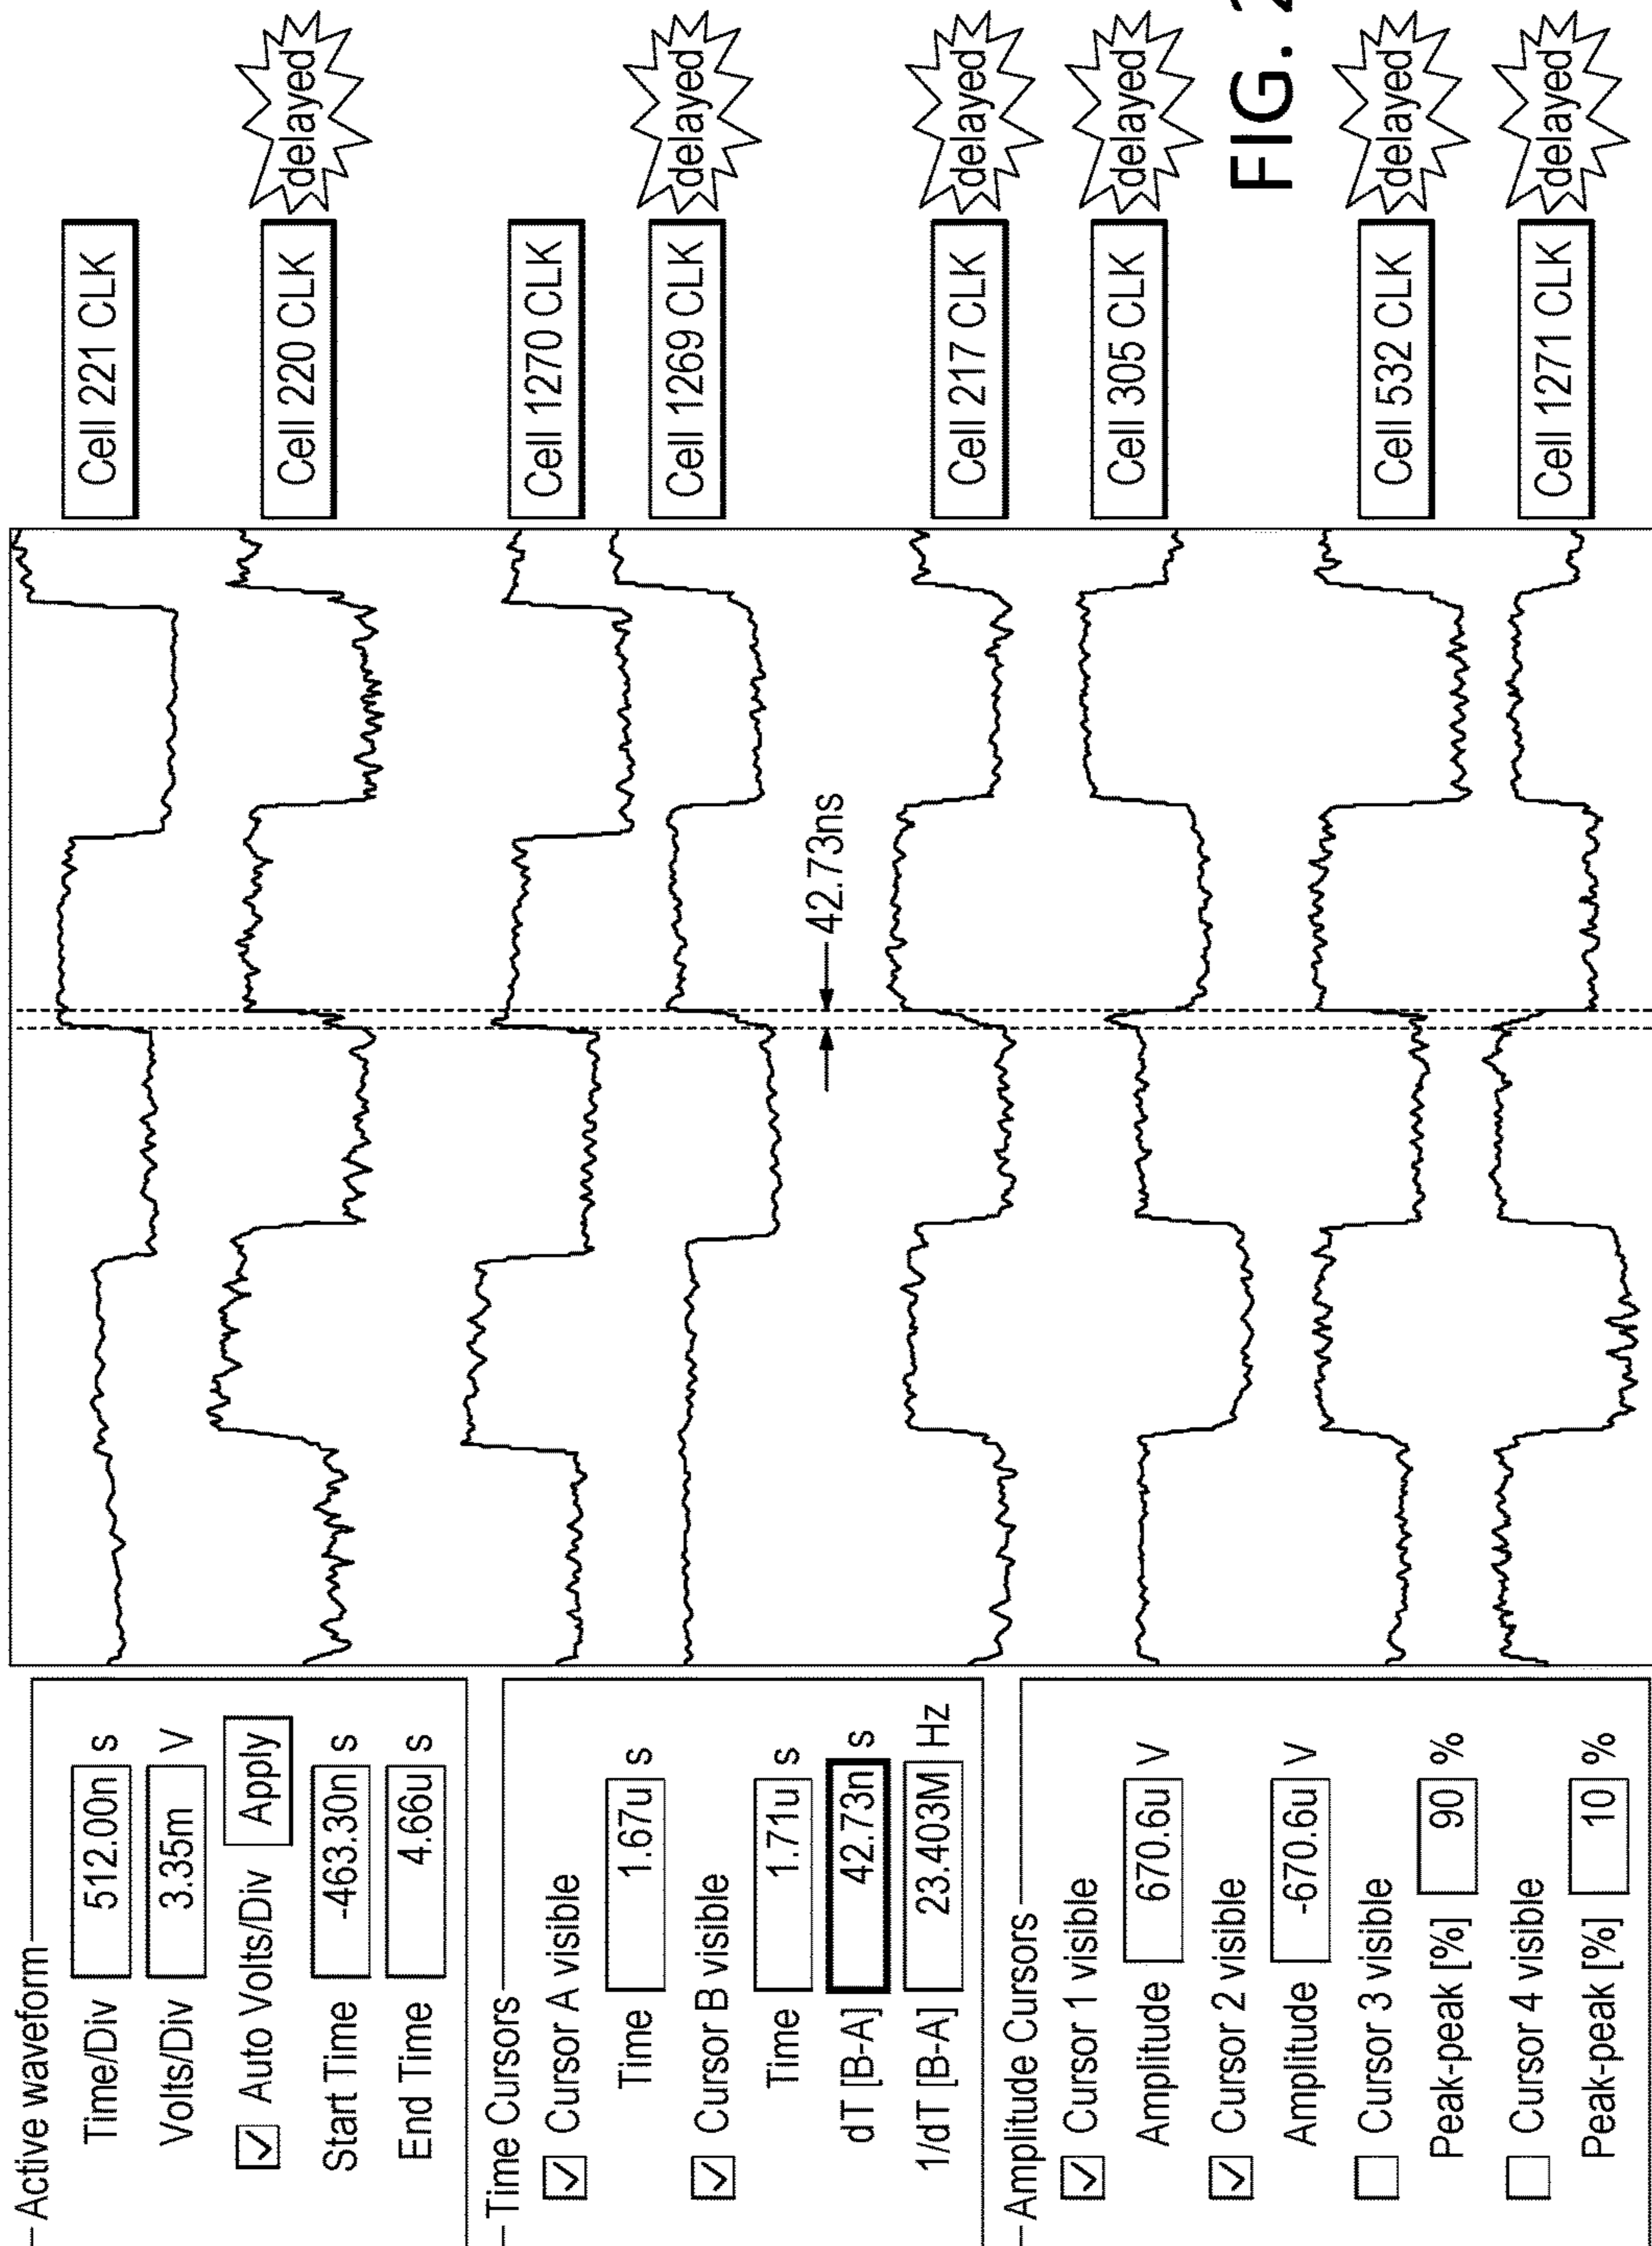 Active waveform
Time/Div 512.00n s
Volts/Div 3.35m V
Auto Volts/Div Apply
Start Time -463.30n s
End Time 4.66u s
Time Cursors
Cursor A visible
Time 1.67u s
Cursor B visible
Time 1.71u s
dT [B-A] 42.73n s
1/dT [B-A] 23.403M Hz
Amplitude Cursors
Cursor 1 visible
Amplitude 670.6u V
Cursor 2 visible
Amplitude -670.6u V
Cursor 3 visible
Peak-peak [%] 90 %
Cursor 4 visible
Peak-peak [%] 10 %
42.73ns
Cell 221 CLK
Cell 220 CLK delayed
Cell 1270 CLK
Cell 1269 CLK delayed
Cell 217 CLK delayed
Cell 305 CLK delayed
Cell 532 CLK delayed
Cell 1271 CLK delayed
FIG.